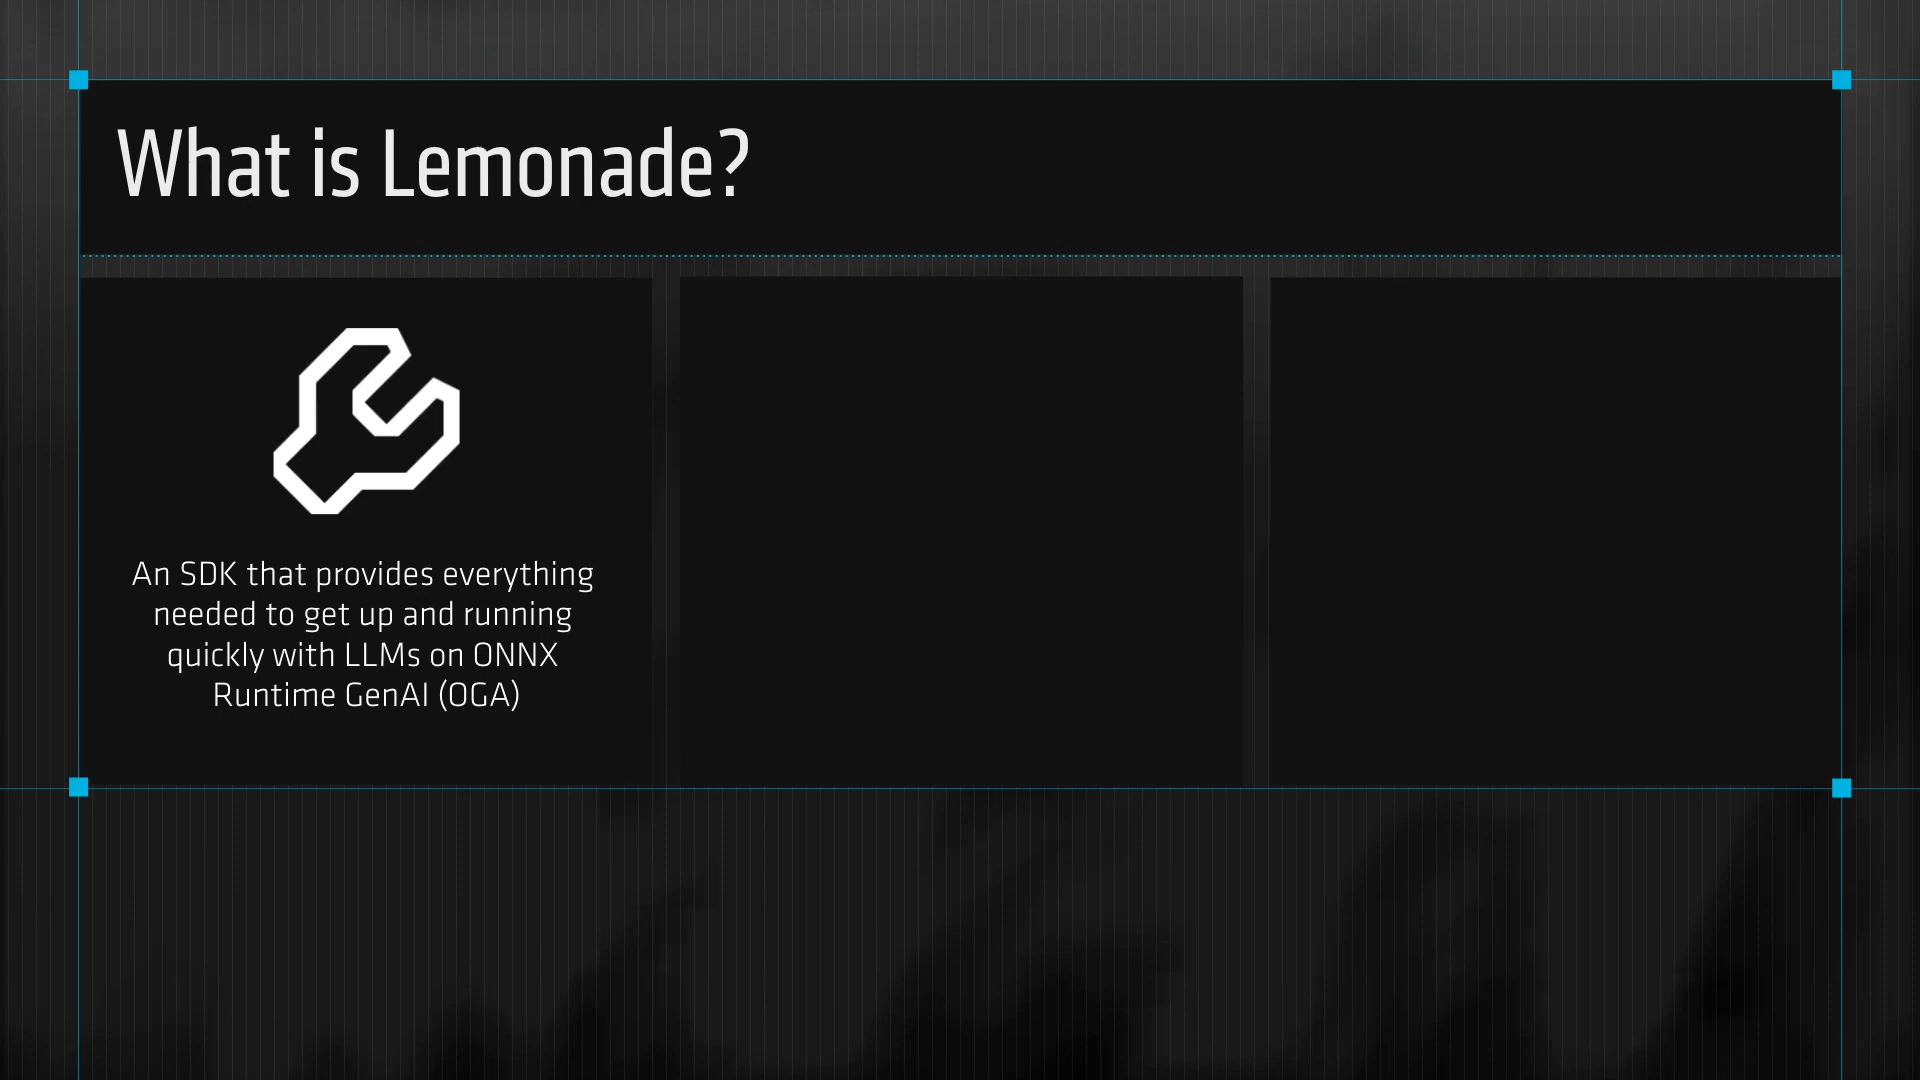 What is Lemonade?
An SDK that provides everything
needed to get up and running
quickly with LLMs on ONNX
Runtime GenAI (OGA)